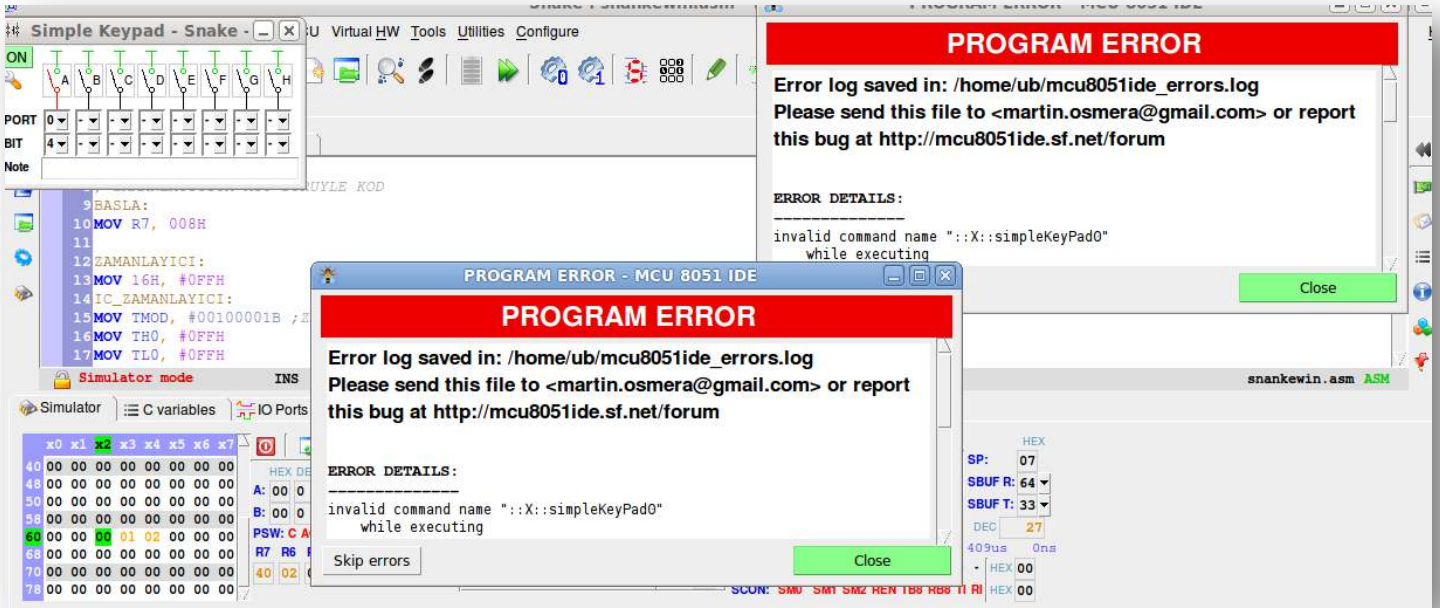 Simple Keypad - Snake -
ON
A B C D E F G H
PORT 0 - - - - - - -
BIT 4 - - - - - - -
Note
Virtual HW Tools Utilities Configure
PROGRAM ERROR
Error log saved in: /home/ub/mcu8051ide_errors.log
Please send this file to <martin.osmera@gmail.com> or report
this bug at http://mcu8051ide.sf.net/forum
ERROR DETAILS:
--------------
invalid command name "::X::simpleKeyPad0"
while executing
Close
KOD
9 BASLA:
10 MOV R7, 008H
11
12 ZAMANLAYICI:
13 MOV 16H, #0FFH
14 IC_ZAMANLAYICI:
15 MOV TMOD, #00100001B
16 MOV TH0, #0FFH
17 MOV TL0, #0FFH
Simulator mode INS
snankewin.asm ASM
PROGRAM ERROR - MCU 8051 IDE
PROGRAM ERROR
Error log saved in: /home/ub/mcu8051ide_errors.log
Please send this file to <martin.osmera@gmail.com> or report
this bug at http://mcu8051ide.sf.net/forum
ERROR DETAILS:
--------------
invalid command name "::X::simpleKeyPad0"
while executing
Skip errors Close
Simulator C variables IO Ports
x0 x1 x2 x3 x4 x5 x6 x7
40 00 00 00 00 00 00 00 00
48 00 00 00 00 00 00 00 00
50 00 00 00 00 00 00 00 00
58 00 00 00 00 00 00 00 00
60 00 00 00 01 02 00 00 00
68 00 00 00 00 00 00 00 00
70 00 00 00 00 00 00 00 00
78 00 00 00 00 00 00 00 00
HEX
A: 00 0
B: 00 0
PSW: C
R7 R6
40 02
HEX
SP: 07
SBUF R: 64
SBUF T: 33
DEC 27
409us 0ns
- HEX 00
SCON: SM0 SM1 SM2 REN TB8 RB8 TI RI HEX 00